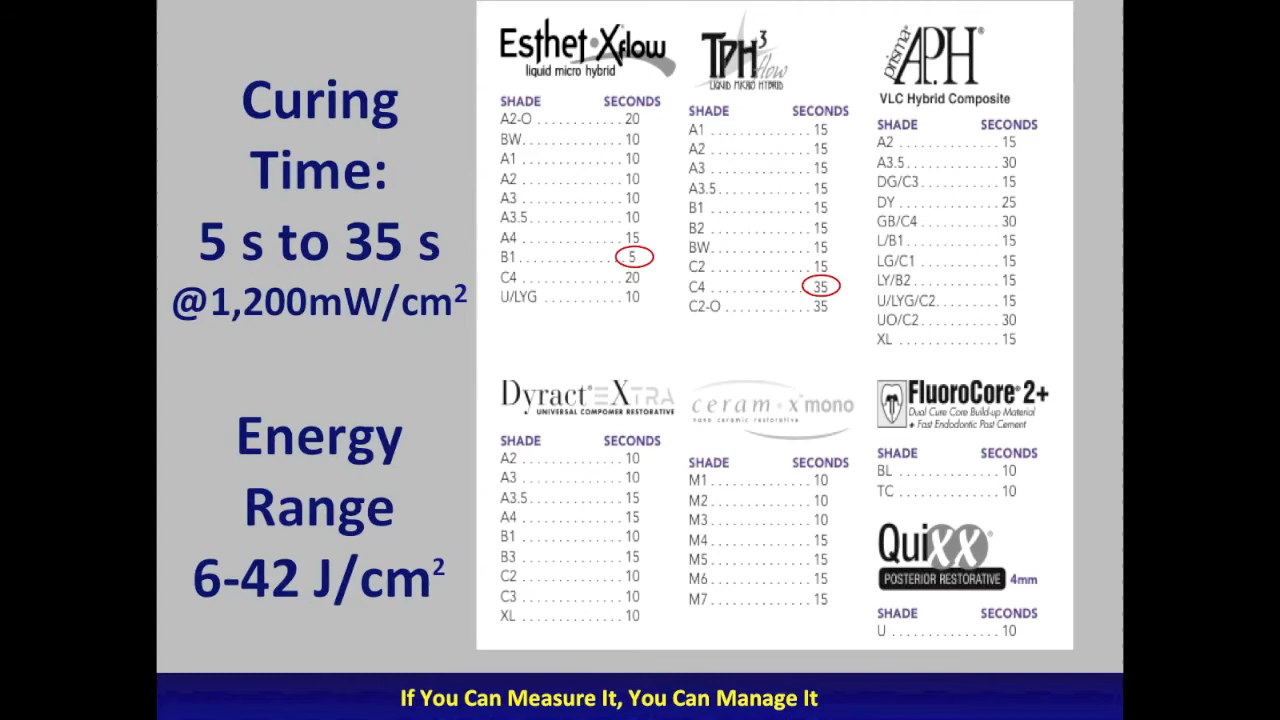 Curing
Time:
5 s to 35 s
@1,200mW/cm²
Energy
Range
6-42 J/cm²
Esthet•X flow
liquid micro hybrid
SHADE SECONDS
A2-O . . . . . . . . . . . . 20
BW. . . . . . . . . . . . . 10
A1 . . . . . . . . . . . . . 10
A2 . . . . . . . . . . . . . 10
A3 . . . . . . . . . . . . . 10
A3.5. . . . . . . . . . . . . 10
A4 . . . . . . . . . . . . . 15
B1. . . . . . . . . . . . . . 5
C4 . . . . . . . . . . . . . 20
U/LYG . . . . . . . . . . . 10
TPH³ flow
LIQUID MICRO HYBRID
SHADE SECONDS
A1 . . . . . . . . . . . . . 15
A2 . . . . . . . . . . . . . 15
A3 . . . . . . . . . . . . . 15
A3.5. . . . . . . . . . . . . 15
B1 . . . . . . . . . . . . . 15
B2 . . . . . . . . . . . . . 15
BW. . . . . . . . . . . . . 15
C2 . . . . . . . . . . . . . 15
C4 . . . . . . . . . . . . . 35
C2-O . . . . . . . . . . . . 35
prisma APH®
VLC Hybrid Composite
SHADE SECONDS
A2 . . . . . . . . . . . . . 15
A3.5 . . . . . . . . . . . . 30
DG/C3 . . . . . . . . . . . 15
DY . . . . . . . . . . . . . 25
GB/C4 . . . . . . . . . . . 30
L/B1 . . . . . . . . . . . . 15
LG/C1 . . . . . . . . . . . 15
LY/B2 . . . . . . . . . . . 15
U/LYG/C2. . . . . . . . . 15
UO/C2. . . . . . . . . . . 30
XL . . . . . . . . . . . . . 15
Dyract® eXTRA
UNIVERSAL COMPOMER RESTORATIVE
SHADE SECONDS
A2 . . . . . . . . . . . . . 10
A3 . . . . . . . . . . . . . 10
A3.5. . . . . . . . . . . . . 15
A4 . . . . . . . . . . . . . 15
B1 . . . . . . . . . . . . . 10
B3 . . . . . . . . . . . . . 15
C2 . . . . . . . . . . . . . 10
C3 . . . . . . . . . . . . . 10
XL . . . . . . . . . . . . . 10
ceram•x™ mono
nano ceramic restorative
SHADE SECONDS
M1 . . . . . . . . . . . . . 10
M2 . . . . . . . . . . . . . 10
M3 . . . . . . . . . . . . . 10
M4 . . . . . . . . . . . . . 15
M5 . . . . . . . . . . . . . 15
M6 . . . . . . . . . . . . . 15
M7 . . . . . . . . . . . . . 15
FluoroCore® 2+
Dual Cure Core Build-up Material
+ Fast Endodontic Post Cement
SHADE SECONDS
BL . . . . . . . . . . . . . 10
TC . . . . . . . . . . . . . 10
QuiXX®
POSTERIOR RESTORATIVE 4mm
SHADE SECONDS
U . . . . . . . . . . . . . . 10
If You Can Measure It, You Can Manage It